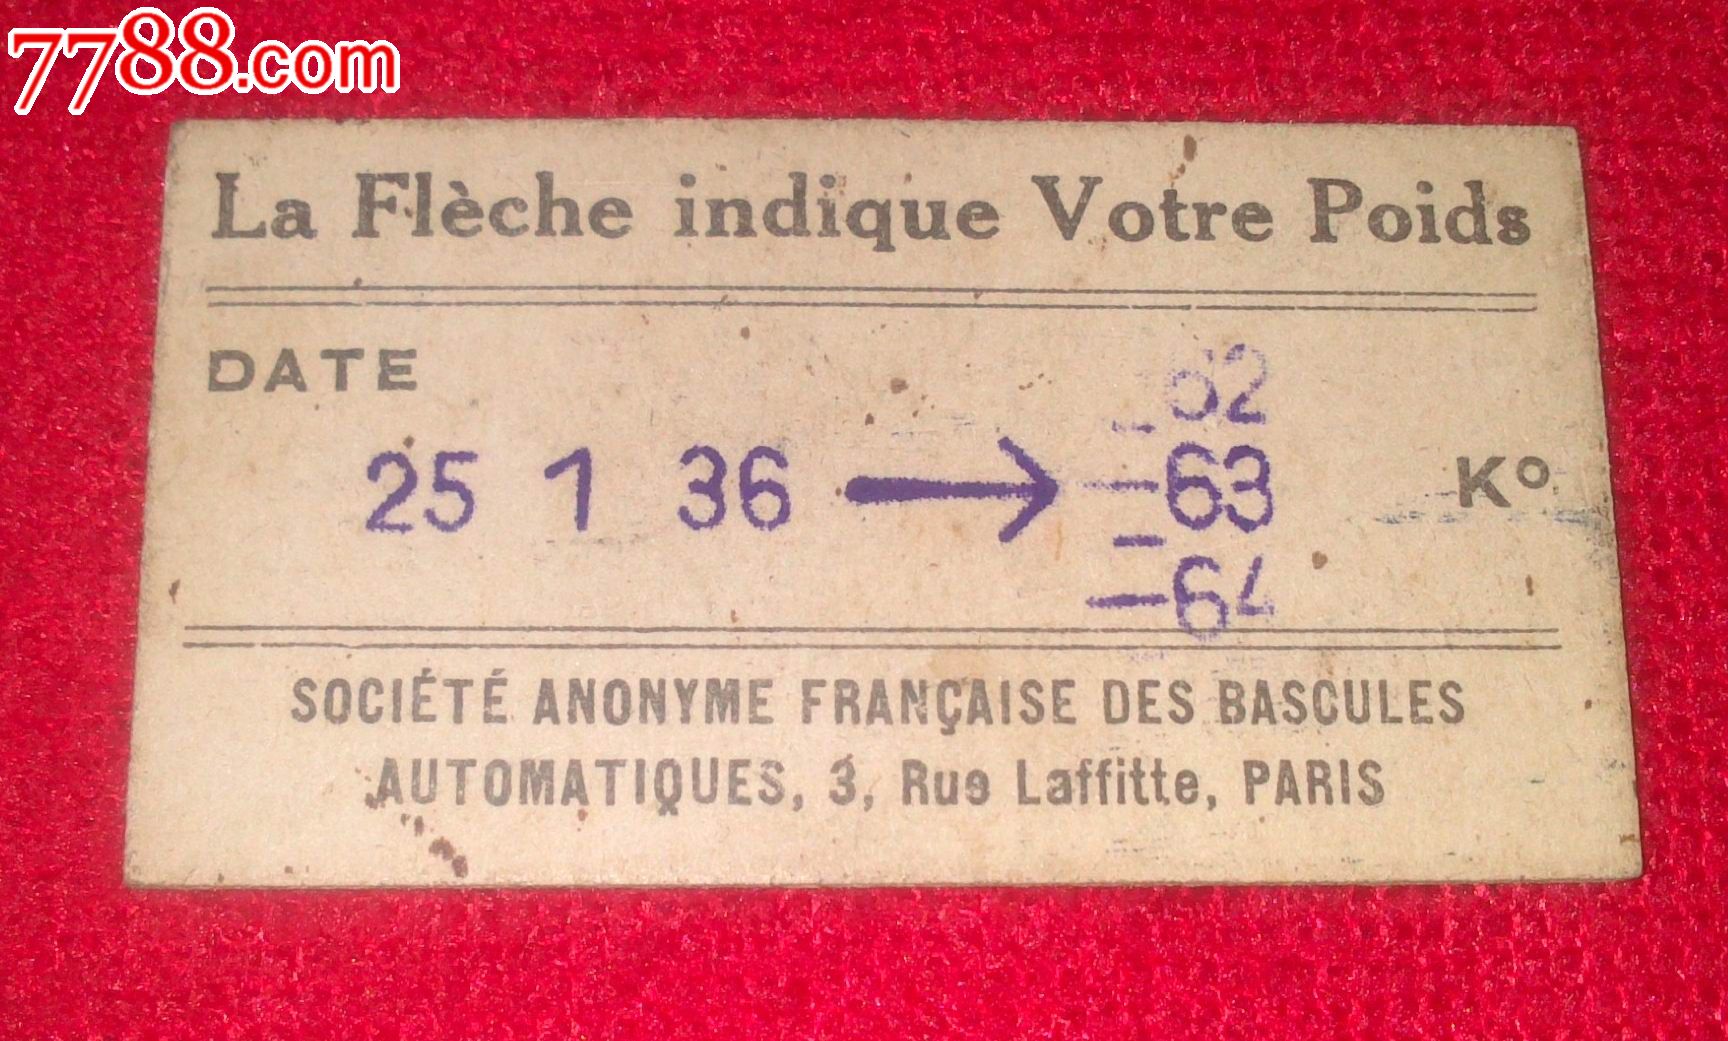 7788.com
La Flèche indique Votre Poids
DATE
62
25 1 36 → 63 K°
64
SOCIÉTÉ ANONYME FRANÇAISE DES BASCULES
AUTOMATIQUES, 3, Rue Laffitte, PARIS